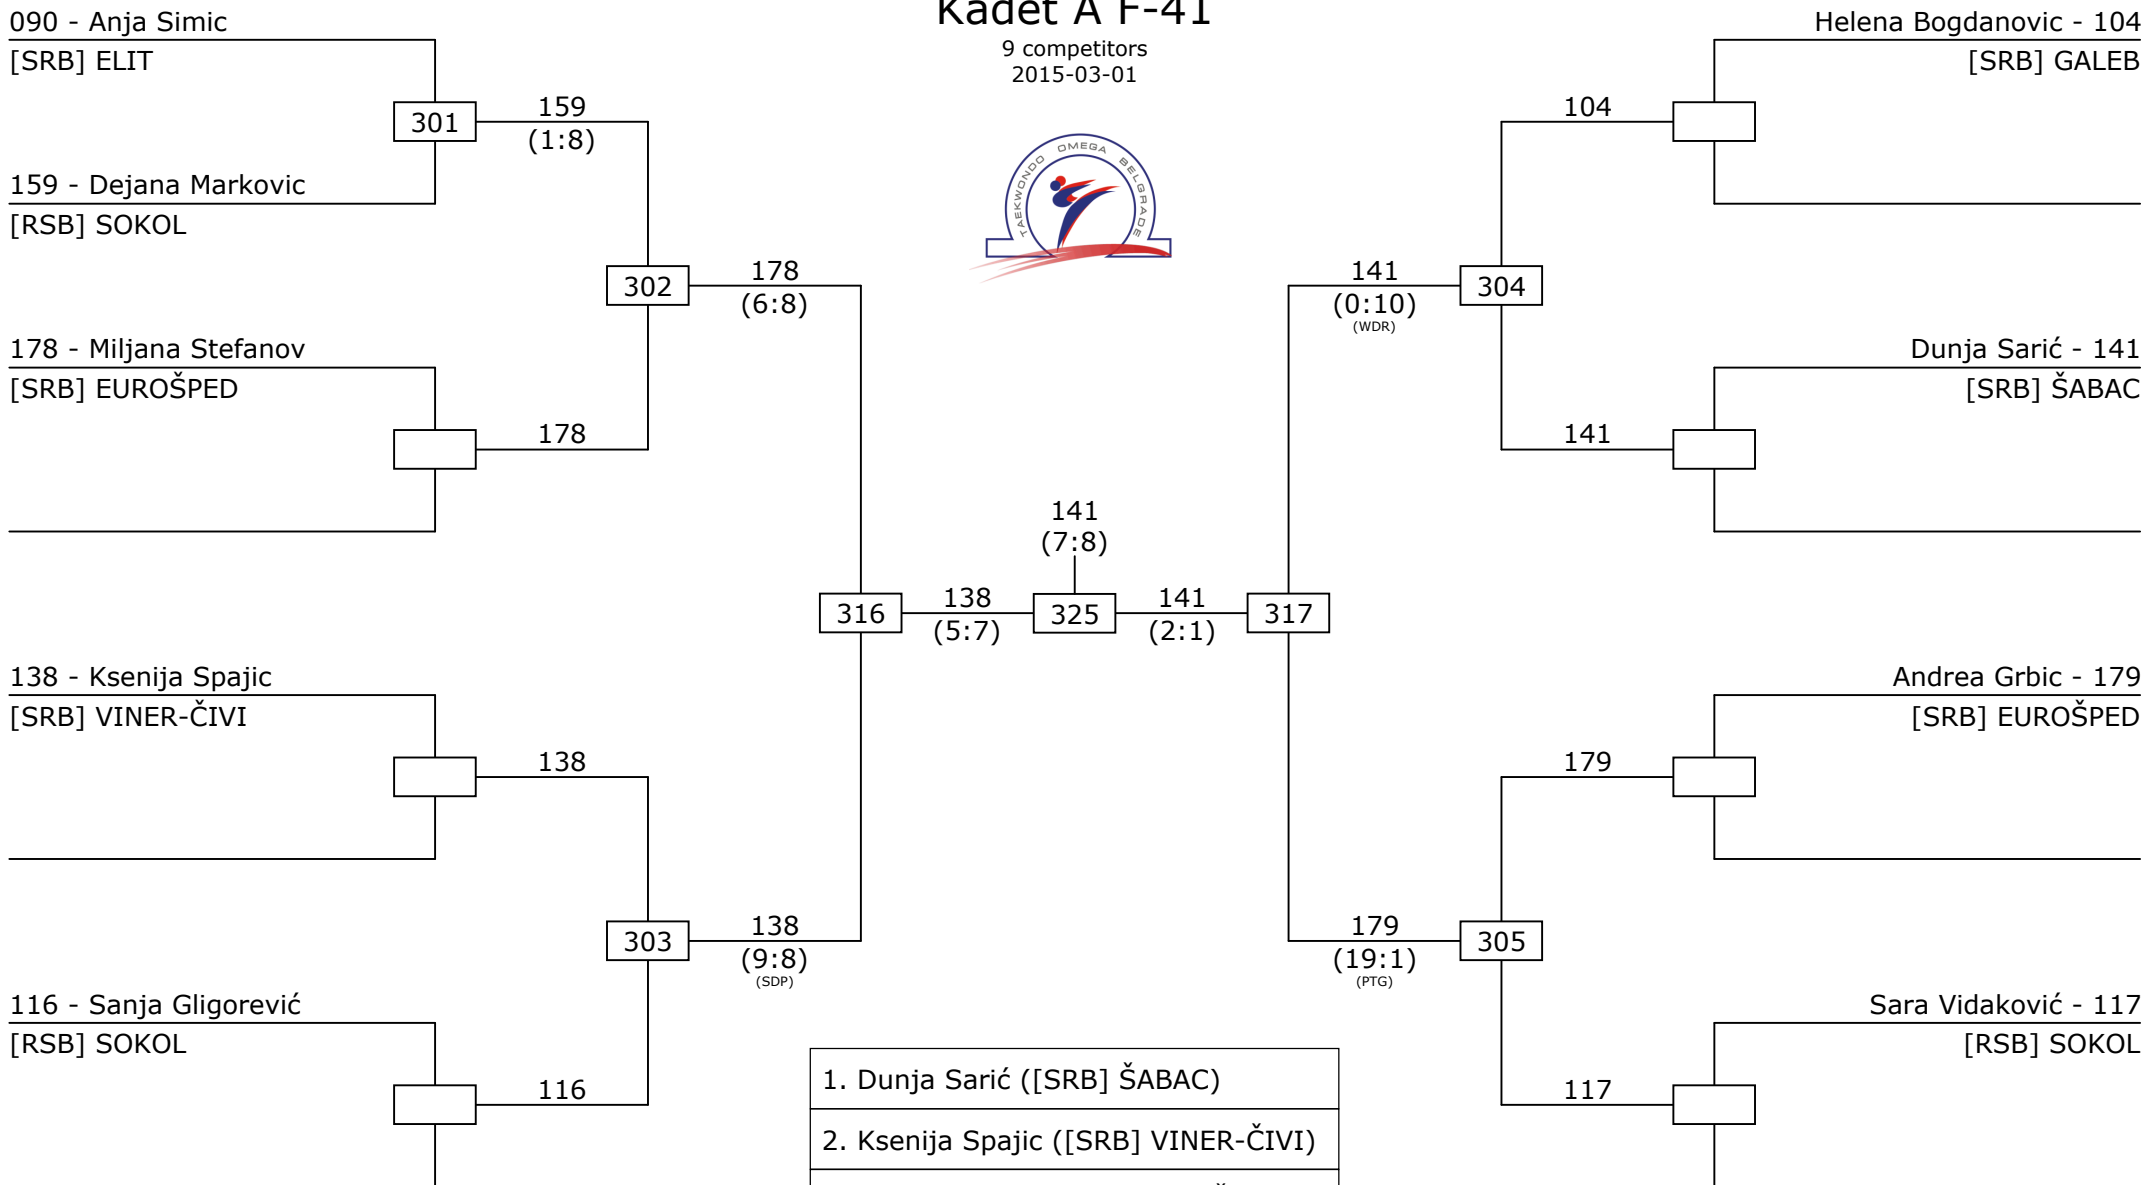 Kadet A F-41
9 competitors
2015-03-01
TAEKWONDO OMEGA BELGRADE
090 - Anja Simic
[SRB] ELIT
301
159
(1:8)
159 - Dejana Markovic
[RSB] SOKOL
302
178
(6:8)
178 - Miljana Stefanov
[SRB] EUROŠPED
178
138 - Ksenija Spajic
[SRB] VINER-ČIVI
138
303
138
(9:8)
(SDP)
116 - Sanja Gligorević
[RSB] SOKOL
116
316
138
(5:7)
141
(7:8)
325
141
(2:1)
317
Helena Bogdanovic - 104
[SRB] GALEB
104
141
(0:10)
(WDR)
304
Dunja Sarić - 141
[SRB] ŠABAC
141
Andrea Grbic - 179
[SRB] EUROŠPED
179
179
(19:1)
(PTG)
305
Sara Vidaković - 117
[RSB] SOKOL
117
1. Dunja Sarić ([SRB] ŠABAC)
2. Ksenija Spajic ([SRB] VINER-ČIVI)